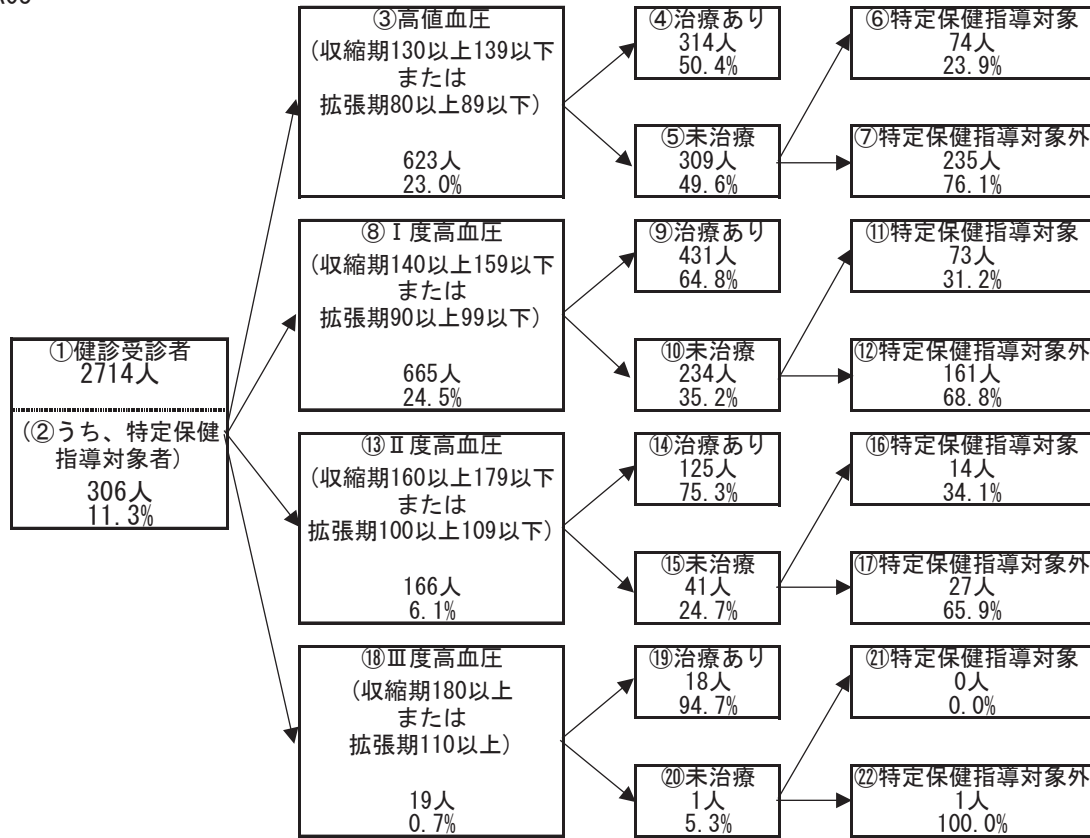 ①健診受診者
2714人
(②うち、特定保健
指導対象者)
306人
11.3%
③高値血圧
(収縮期130以上139以下
または
拡張期80以上89以下)
623人
23.0%
④治療あり
314人
50.4%
⑤未治療
309人
49.6%
⑥特定保健指導対象
74人
23.9%
⑦特定保健指導対象外
235人
76.1%
⑧Ⅰ度高血圧
(収縮期140以上159以下
または
拡張期90以上99以下)
665人
24.5%
⑨治療あり
431人
64.8%
⑩未治療
234人
35.2%
⑪特定保健指導対象
73人
31.2%
⑫特定保健指導対象外
161人
68.8%
⑬Ⅱ度高血圧
(収縮期160以上179以下
または
拡張期100以上109以下)
166人
6.1%
⑭治療あり
125人
75.3%
⑮未治療
41人
24.7%
⑯特定保健指導対象
14人
34.1%
⑰特定保健指導対象外
27人
65.9%
⑱Ⅲ度高血圧
(収縮期180以上
または
拡張期110以上)
19人
0.7%
⑲治療あり
18人
94.7%
⑳未治療
1人
5.3%
㉑特定保健指導対象
0人
0.0%
㉒特定保健指導対象外
1人
100.0%